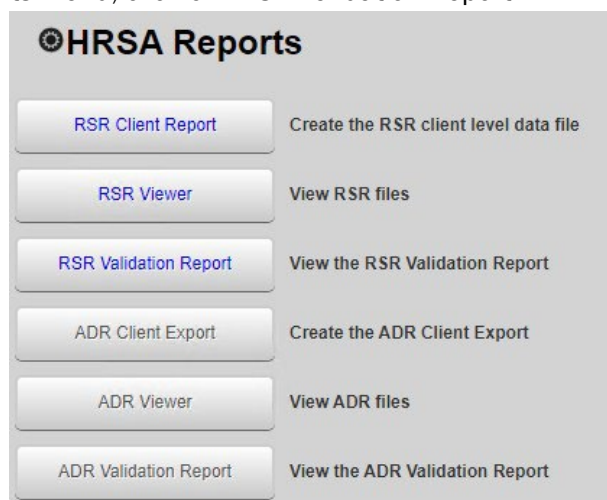 HRSA Reports
RSR Client Report Create the RSR client level data file
RSR Viewer View RSR files
RSR Validation Report View the RSR Validation Report
ADR Client Export Create the ADR Client Export
ADR Viewer View ADR files
ADR Validation Report View the ADR Validation Report